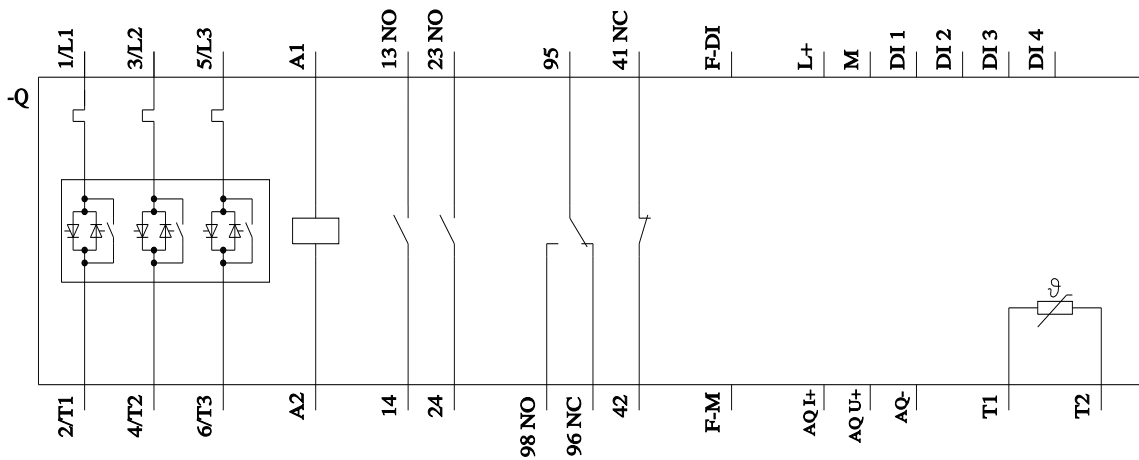 1/L1
3/L2
5/L3
A1
13 NO
23 NO
95
41 NC
F-DI
L+
M
DI 1
DI 2
DI 3
DI 4
-Q
ϑ
2/T1
4/T2
6/T3
A2
14
24
98 NO
96 NC
42
F-M
AQ I+
AQ U+
AQ-
T1
T2